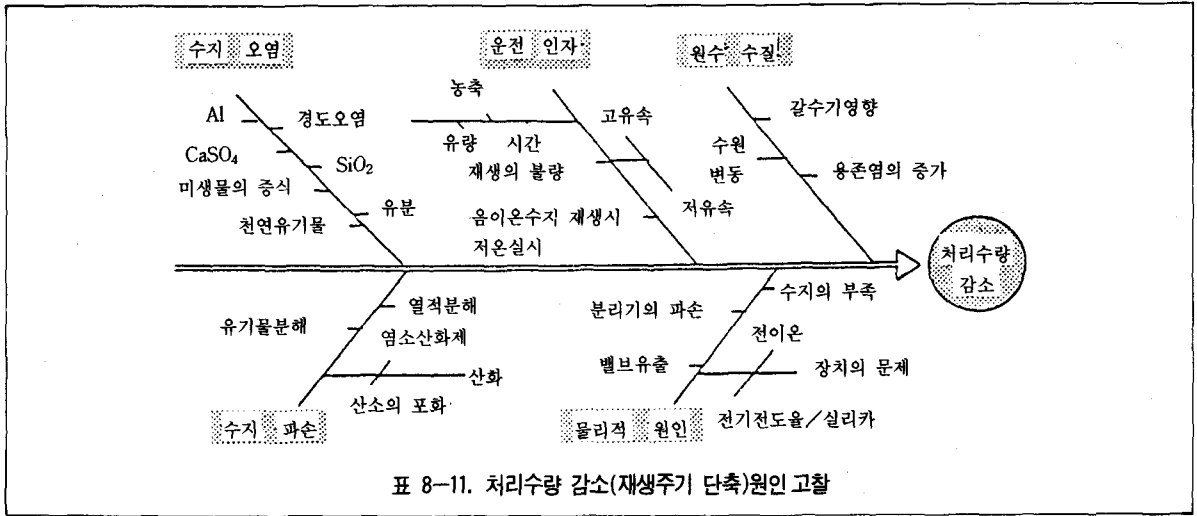 수지 오염
운전 인자
원수 수질
Al
경도오염
CaSO₄
SiO₂
미생물의 증식
유분
천연유기물
농축
유량
시간
재생의 불량
고유속
저유속
음이온수지 재생시
저온실시
갈수기영향
수원
변동
용존염의 증가
처리수량
감소
유기물분해
열적분해
염소산화제
산화
산소의 포화
수지 파손
수지의 부족
분리기의 파손
전이온
밸브유출
장치의 문제
전기전도율/실리카
물리적 원인
표 8-11. 처리수량 감소(재생주기 단축)원인 고찰